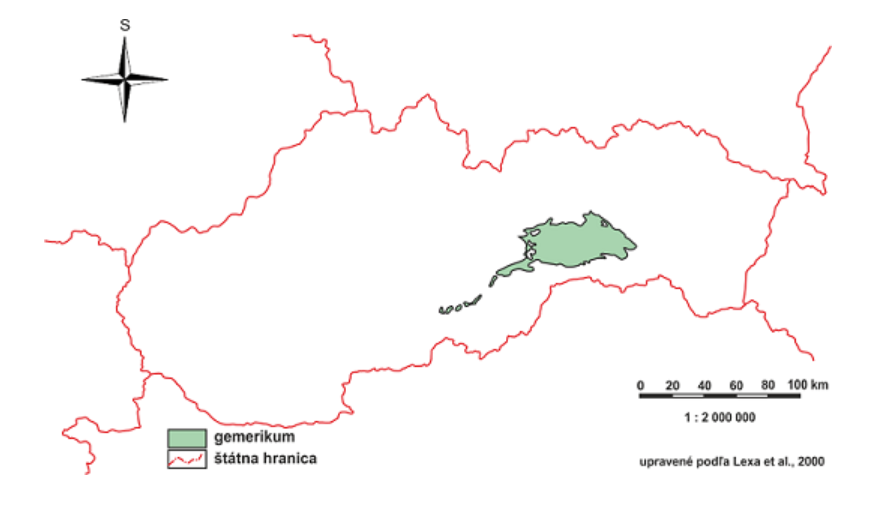 S
0 20 40 60 80 100 km
1 : 2 000 000
gemerikum
štátna hranica
upravené podľa Lexa et al., 2000